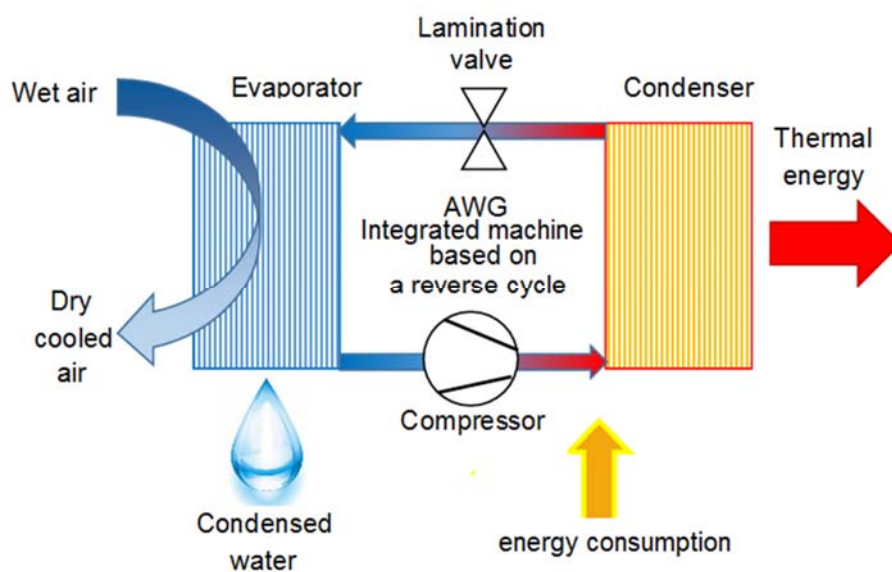 Lamination
valve
Wet air
Evaporator
Condenser
Thermal
energy
AWG
Integrated machine
based on
a reverse cycle
Dry
cooled
air
Compressor
Condensed
water
energy consumption